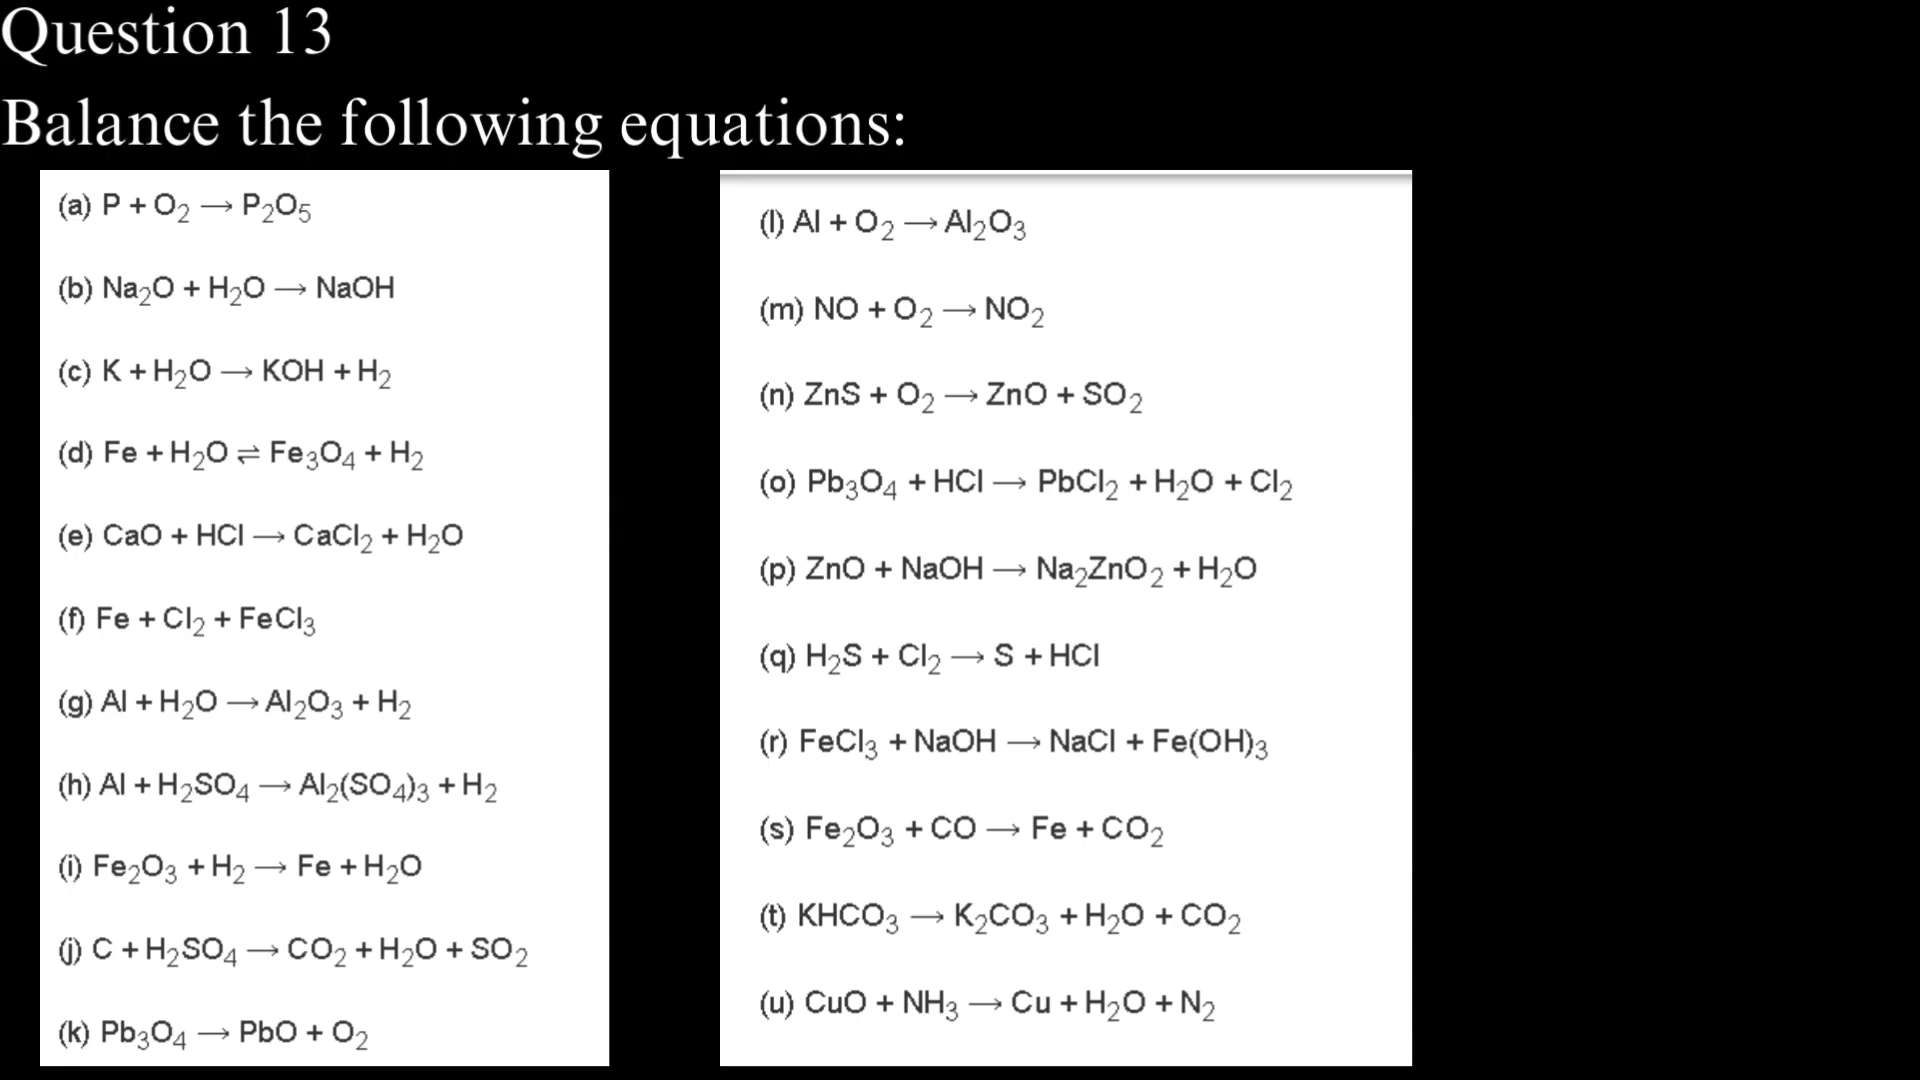 Question 13
Balance the following equations:
(a) P + O₂ → P₂O₅
(b) Na₂O + H₂O → NaOH
(c) K + H₂O → KOH + H₂
(d) Fe + H₂O ⇌ Fe₃O₄ + H₂
(e) CaO + HCl → CaCl₂ + H₂O
(f) Fe + Cl₂ + FeCl₃
(g) Al + H₂O → Al₂O₃ + H₂
(h) Al + H₂SO₄ → Al₂(SO₄)₃ + H₂
(i) Fe₂O₃ + H₂ → Fe + H₂O
(j) C + H₂SO₄ → CO₂ + H₂O + SO₂
(k) Pb₃O₄ → PbO + O₂
(l) Al + O₂ → Al₂O₃
(m) NO + O₂ → NO₂
(n) ZnS + O₂ → ZnO + SO₂
(o) Pb₃O₄ + HCl → PbCl₂ + H₂O + Cl₂
(p) ZnO + NaOH → Na₂ZnO₂ + H₂O
(q) H₂S + Cl₂ → S + HCl
(r) FeCl₃ + NaOH → NaCl + Fe(OH)₃
(s) Fe₂O₃ + CO → Fe + CO₂
(t) KHCO₃ → K₂CO₃ + H₂O + CO₂
(u) CuO + NH₃ → Cu + H₂O + N₂